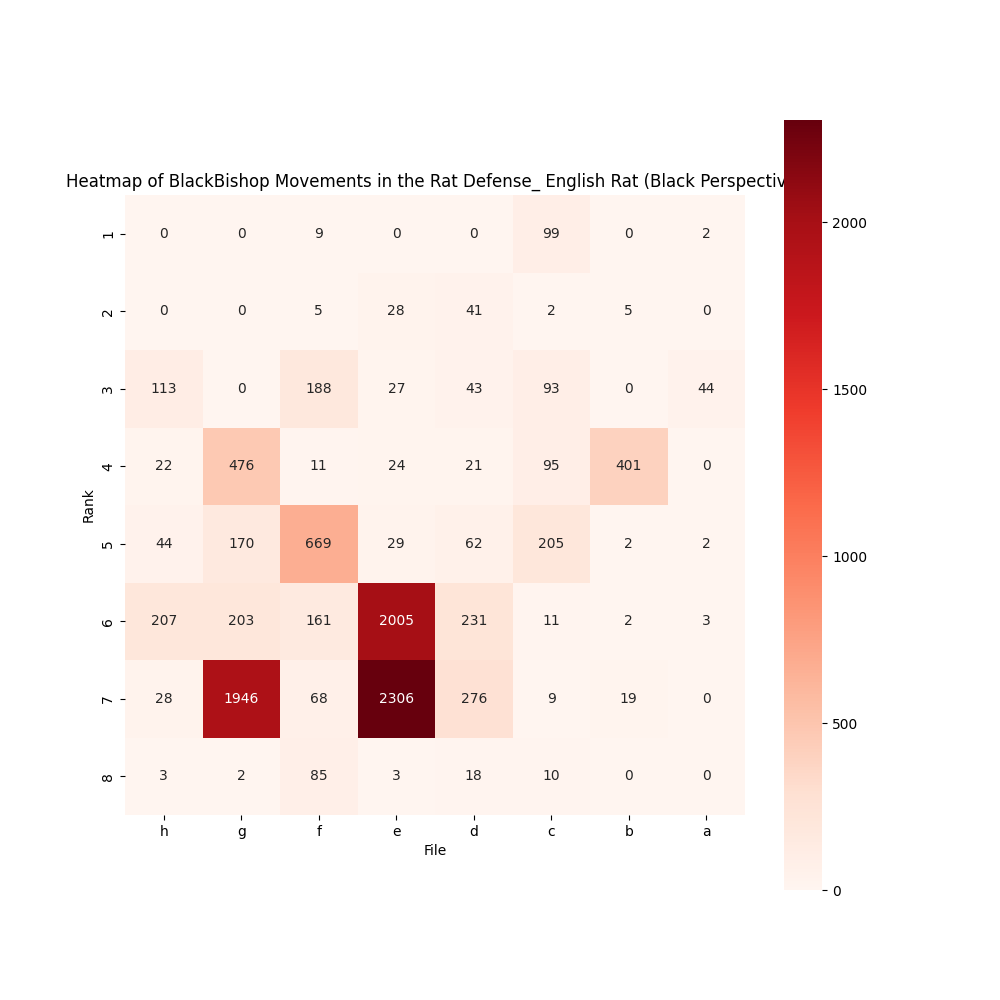 Heatmap of BlackBishop Movements in the Rat Defense_ English Rat (Black Perspectiv
1 0 0 9 0 0 99 0 2
2 0 0 5 28 41 2 5 0
3 113 0 188 27 43 93 0 44
4 22 476 11 24 21 95 401 0
Rank
5 44 170 669 29 62 205 2 2
6 207 203 161 2005 231 11 2 3
7 28 1946 68 2306 276 9 19 0
8 3 2 85 3 18 10 0 0
h g f e d c b a
File
2000
1500
1000
500
0